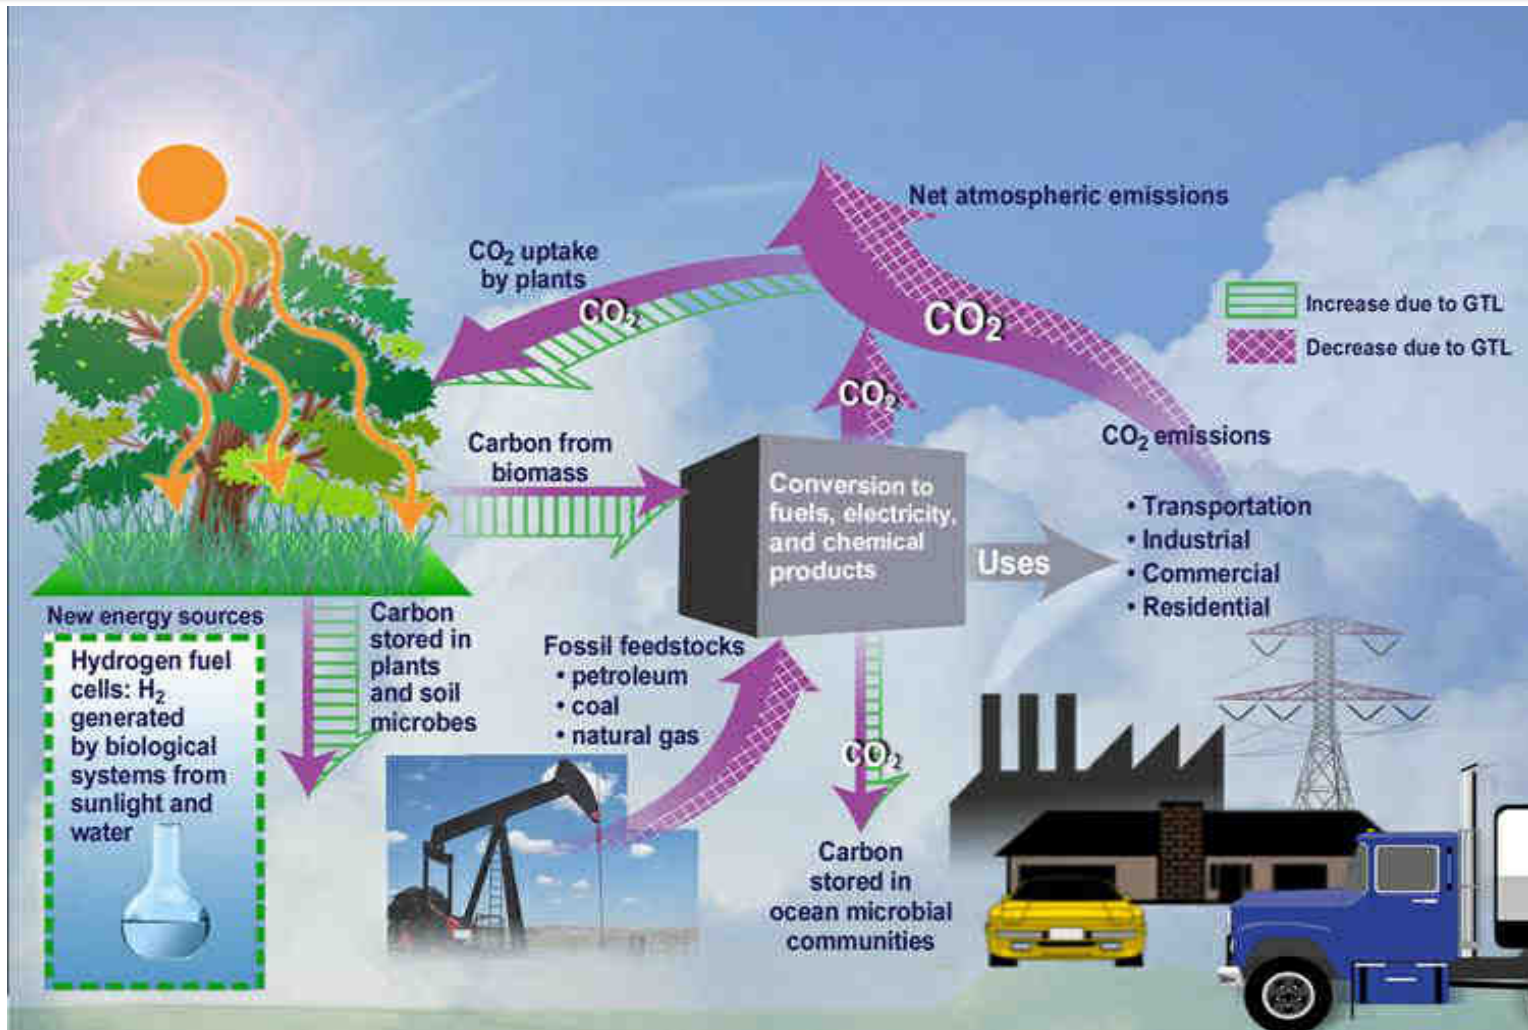 Net atmospheric emissions
CO₂ uptake
by plants
CO₂
CO₂
Increase due to GTL
Decrease due to GTL
CO₂
CO₂ emissions
Carbon from
biomass
Conversion to
fuels, electricity,
and chemical
products
Uses
• Transportation
• Industrial
• Commercial
• Residential
New energy sources
Hydrogen fuel
cells: H₂
generated
by biological
systems from
sunlight and
water
Carbon
stored in
plants
and soil
microbes
Fossil feedstocks
• petroleum
• coal
• natural gas
CO₂
Carbon
stored in
ocean microbial
communities